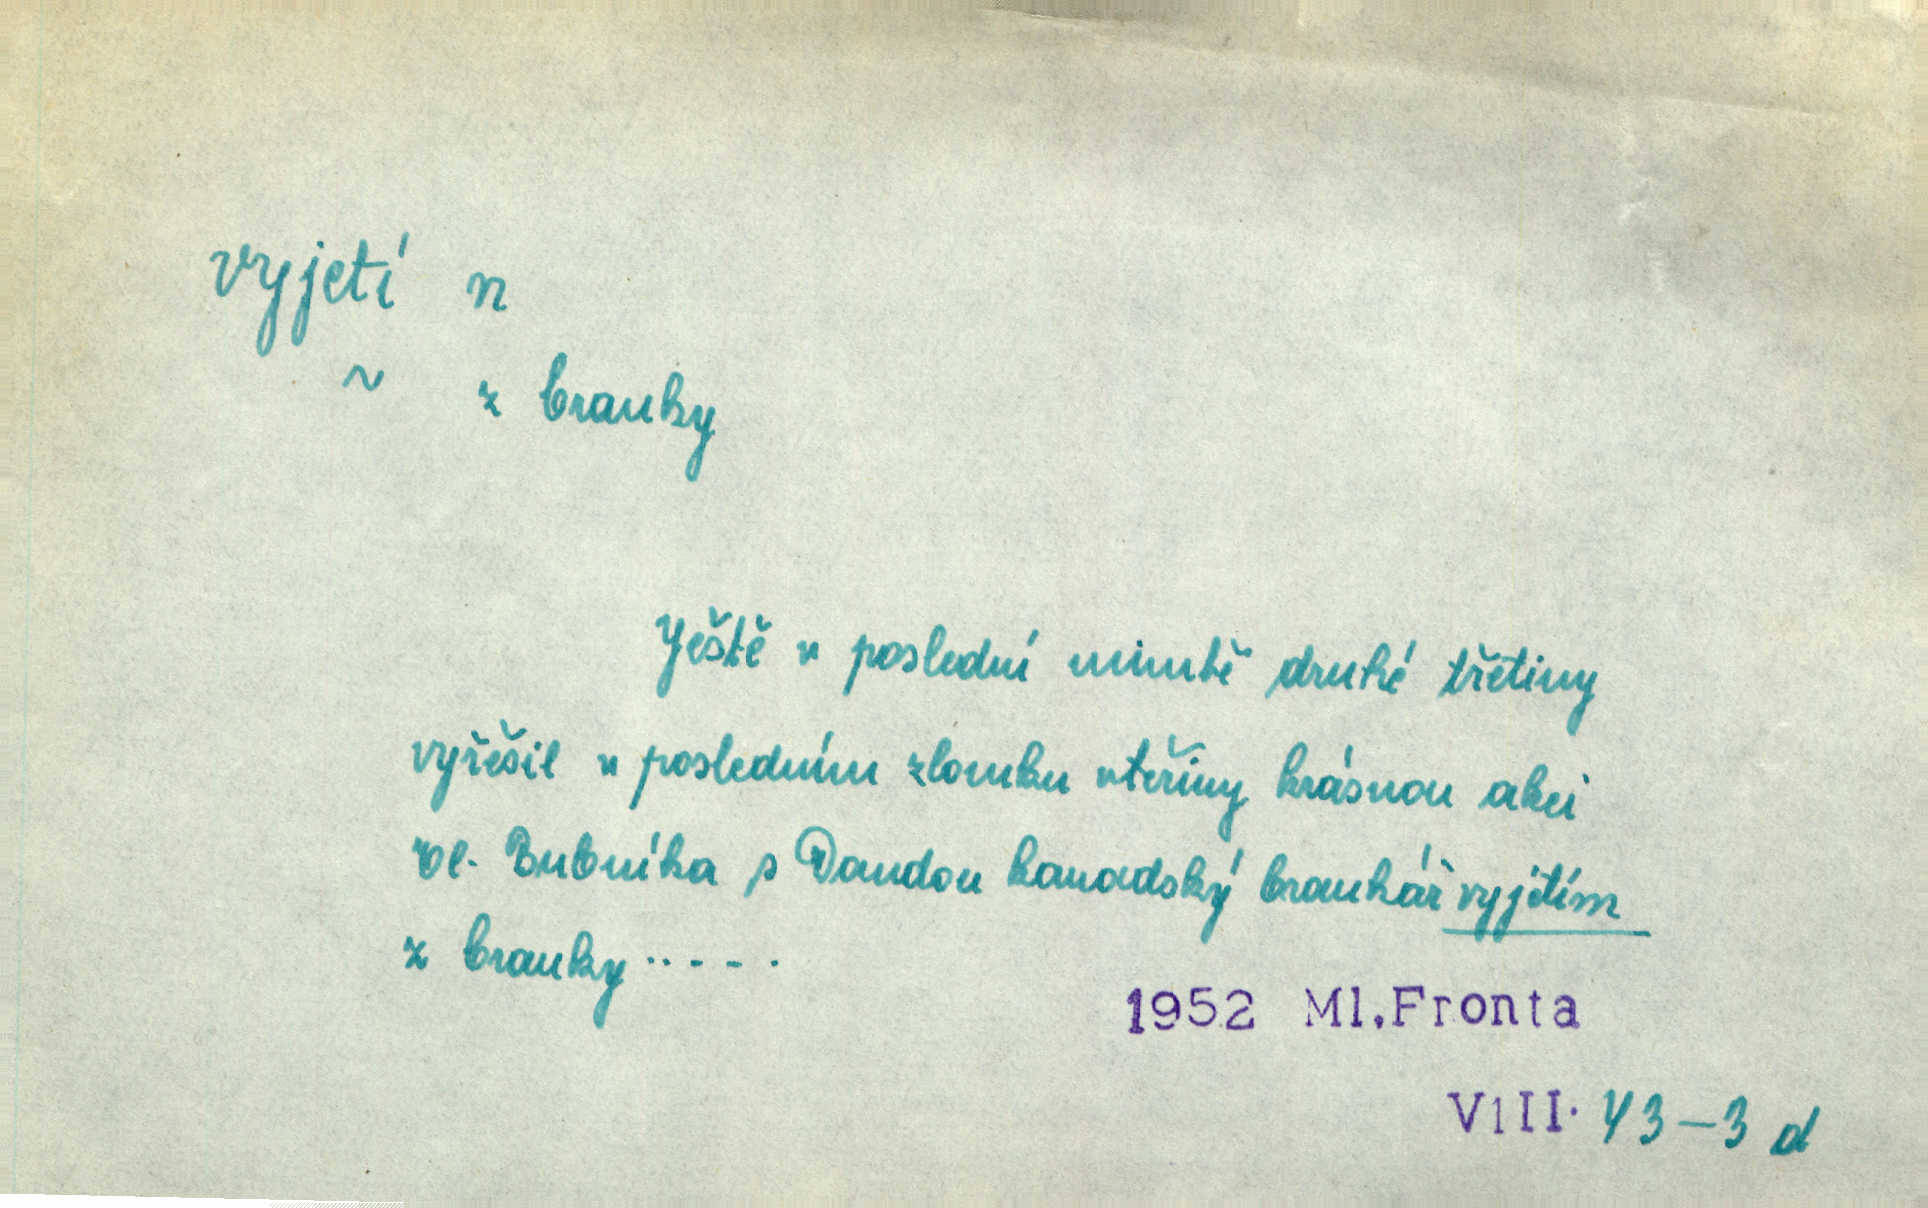 vyjetí n
~ z branky
Ještě v poslední minutě druhé třetiny
vyřešil v posledním zlomku vteřiny krásnou akci
Vl. Bubníka s Dandou kanadský brankář vyjetím
z branky .. - - .
1952 Ml.Fronta
VIII. 43-3 d